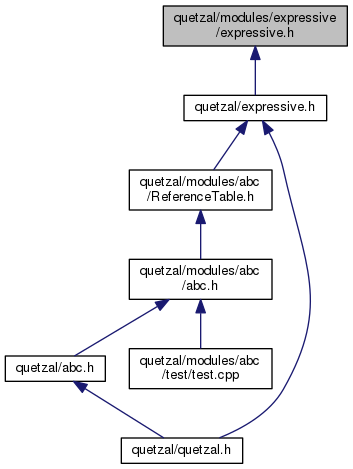 quetzal/modules/expressive
/expressive.h
quetzal/expressive.h
quetzal/modules/abc
/ReferenceTable.h
quetzal/modules/abc
/abc.h
quetzal/abc.h
quetzal/modules/abc
/test/test.cpp
quetzal/quetzal.h